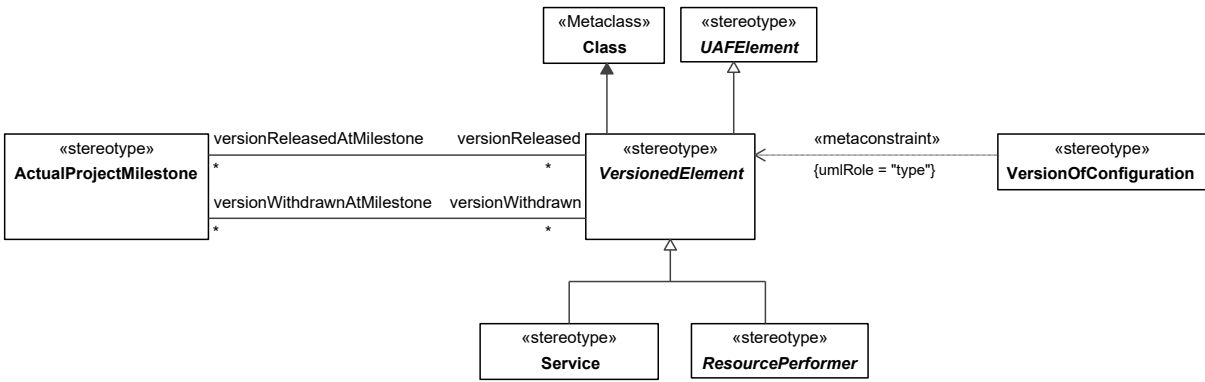 «Metaclass»
Class
«stereotype»
UAFElement
«stereotype»
ActualProjectMilestone
versionReleasedAtMilestone
versionReleased
*
*
versionWithdrawnAtMilestone
versionWithdrawn
*
*
«stereotype»
VersionedElement
«metaconstraint»
{umlRole = "type"}
«stereotype»
VersionOfConfiguration
«stereotype»
Service
«stereotype»
ResourcePerformer